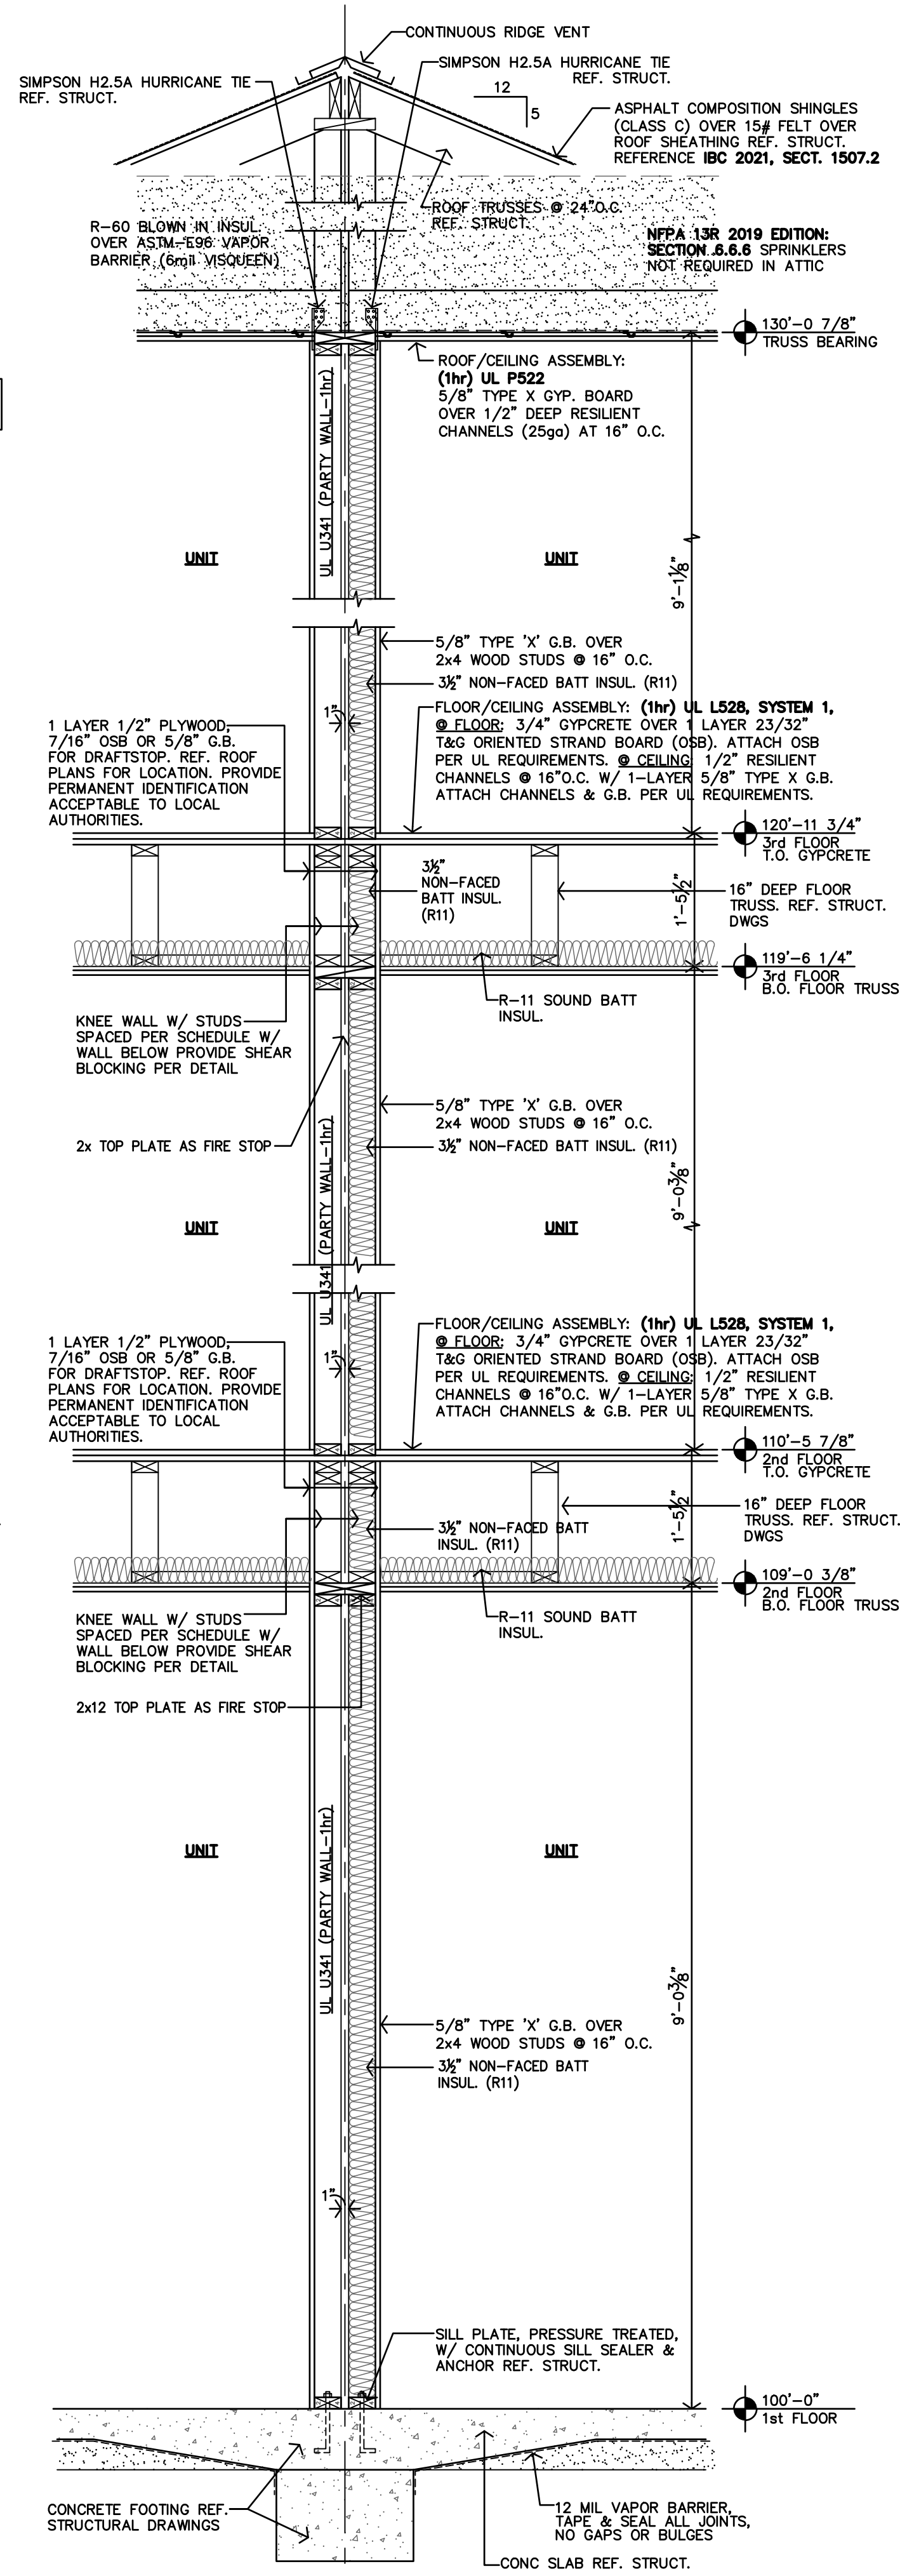 CONTINUOUS RIDGE VENT
SIMPSON H2.5A HURRICANE TIE
REF. STRUCT.
SIMPSON H2.5A HURRICANE TIE
REF. STRUCT.
12
5
ASPHALT COMPOSITION SHINGLES
(CLASS C) OVER 15# FELT OVER
ROOF SHEATHING REF. STRUCT.
REFERENCE IBC 2021, SECT. 1507.2
ROOF TRUSSES @ 24"O.C.
REF. STRUCT.
R-60 BLOWN IN INSUL
OVER ASTM-E96 VAPOR
BARRIER (6mil VISQUEEN)
NFPA 13R 2019 EDITION:
SECTION 6.6.6 SPRINKLERS
NOT REQUIRED IN ATTIC
130'-0 7/8"
TRUSS BEARING
ROOF/CEILING ASSEMBLY:
(1hr) UL P522
5/8" TYPE X GYP. BOARD
OVER 1/2" DEEP RESILIENT
CHANNELS (25ga) AT 16" O.C.
UL U341 (PARTY WALL-1hr)
UNIT
UNIT
9'-1 1/8"
5/8" TYPE 'X' G.B. OVER
2x4 WOOD STUDS @ 16" O.C.
3 1/2" NON-FACED BATT INSUL. (R11)
1"
FLOOR/CEILING ASSEMBLY: (1hr) UL L528, SYSTEM 1,
@ FLOOR: 3/4" GYPCRETE OVER 1 LAYER 23/32"
T&G ORIENTED STRAND BOARD (OSB). ATTACH OSB
PER UL REQUIREMENTS. @ CEILING: 1/2" RESILIENT
CHANNELS @ 16"O.C. W/ 1-LAYER 5/8" TYPE X G.B.
ATTACH CHANNELS & G.B. PER UL REQUIREMENTS.
1 LAYER 1/2" PLYWOOD,
7/16" OSB OR 5/8" G.B.
FOR DRAFTSTOP. REF. ROOF
PLANS FOR LOCATION. PROVIDE
PERMANENT IDENTIFICATION
ACCEPTABLE TO LOCAL
AUTHORITIES.
120'-11 3/4"
3rd FLOOR
T.O. GYPCRETE
3 1/2"
NON-FACED
BATT INSUL.
(R11)
1'-5 1/2"
16" DEEP FLOOR
TRUSS. REF. STRUCT.
DWGS
119'-6 1/4"
3rd FLOOR
B.O. FLOOR TRUSS
R-11 SOUND BATT
INSUL.
KNEE WALL W/ STUDS
SPACED PER SCHEDULE W/
WALL BELOW PROVIDE SHEAR
BLOCKING PER DETAIL
5/8" TYPE 'X' G.B. OVER
2x4 WOOD STUDS @ 16" O.C.
2x TOP PLATE AS FIRE STOP
3 1/2" NON-FACED BATT INSUL. (R11)
UL U341 (PARTY WALL-1hr)
9'-0 3/8"
UNIT
UNIT
FLOOR/CEILING ASSEMBLY: (1hr) UL L528, SYSTEM 1,
@ FLOOR: 3/4" GYPCRETE OVER 1 LAYER 23/32"
T&G ORIENTED STRAND BOARD (OSB). ATTACH OSB
PER UL REQUIREMENTS. @ CEILING: 1/2" RESILIENT
CHANNELS @ 16"O.C. W/ 1-LAYER 5/8" TYPE X G.B.
ATTACH CHANNELS & G.B. PER UL REQUIREMENTS.
1 LAYER 1/2" PLYWOOD,
7/16" OSB OR 5/8" G.B.
FOR DRAFTSTOP. REF. ROOF
PLANS FOR LOCATION. PROVIDE
PERMANENT IDENTIFICATION
ACCEPTABLE TO LOCAL
AUTHORITIES.
1"
110'-5 7/8"
2nd FLOOR
T.O. GYPCRETE
1'-5 1/2"
16" DEEP FLOOR
TRUSS. REF. STRUCT.
DWGS
3 1/2" NON-FACED BATT
INSUL. (R11)
109'-0 3/8"
2nd FLOOR
B.O. FLOOR TRUSS
R-11 SOUND BATT
INSUL.
KNEE WALL W/ STUDS
SPACED PER SCHEDULE W/
WALL BELOW PROVIDE SHEAR
BLOCKING PER DETAIL
2x12 TOP PLATE AS FIRE STOP
UNIT
UNIT
UL U341 (PARTY WALL-1hr)
9'-0 3/8"
5/8" TYPE 'X' G.B. OVER
2x4 WOOD STUDS @ 16" O.C.
3 1/2" NON-FACED BATT
INSUL. (R11)
1"
SILL PLATE, PRESSURE TREATED,
W/ CONTINUOUS SILL SEALER &
ANCHOR REF. STRUCT.
100'-0"
1st FLOOR
CONCRETE FOOTING REF.
STRUCTURAL DRAWINGS
12 MIL VAPOR BARRIER,
TAPE & SEAL ALL JOINTS,
NO GAPS OR BULGES
CONC SLAB REF. STRUCT.